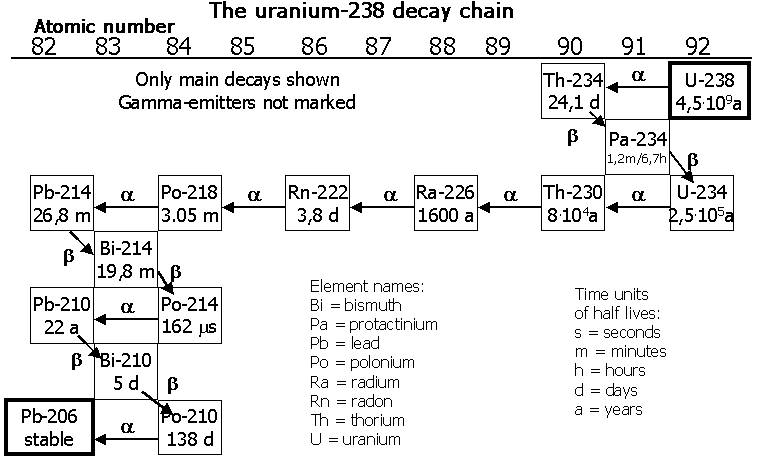 The uranium-238 decay chain
Atomic number
82 83 84 85 86 87 88 89 90 91 92
Only main decays shown
Gamma-emitters not marked
Th-234
24,1 d
α
U-238
4,5·10⁹a
β
Pa-234
1,2m/6,7h
β
Pb-214
26,8 m
α
Po-218
3.05 m
α
Rn-222
3,8 d
α
Ra-226
1600 a
α
Th-230
8·10⁴a
α
U-234
2,5·10⁵a
β
Bi-214
19,8 m
β
Pb-210
22 a
α
Po-214
162 µs
β
Bi-210
5 d
β
Pb-206
stable
α
Po-210
138 d
Element names:
Bi = bismuth
Pa = protactinium
Pb = lead
Po = polonium
Ra = radium
Rn = radon
Th = thorium
U = uranium
Time units
of half lives:
s = seconds
m = minutes
h = hours
d = days
a = years